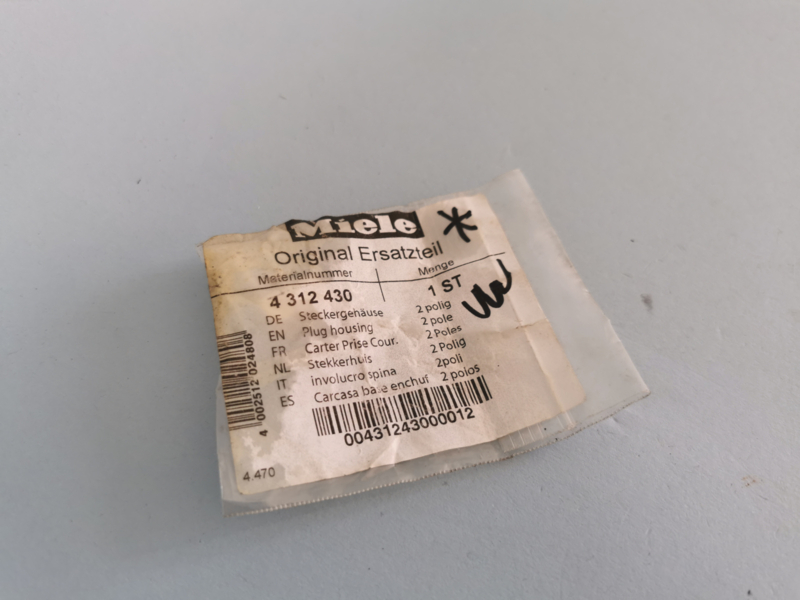 Miele
Original Ersatzteil
Materialnummer Menge
4 312 430 1 ST
DE Steckergehäuse 2 polig
EN Plug housing 2 pole
FR Carter Prise Cour. 2 Poles
NL Stekkerhuis 2 Polig
IT involucro spina 2poli
ES Carcasa base enchuf 2 polos
00431243000012
4 002512 024808
4.470